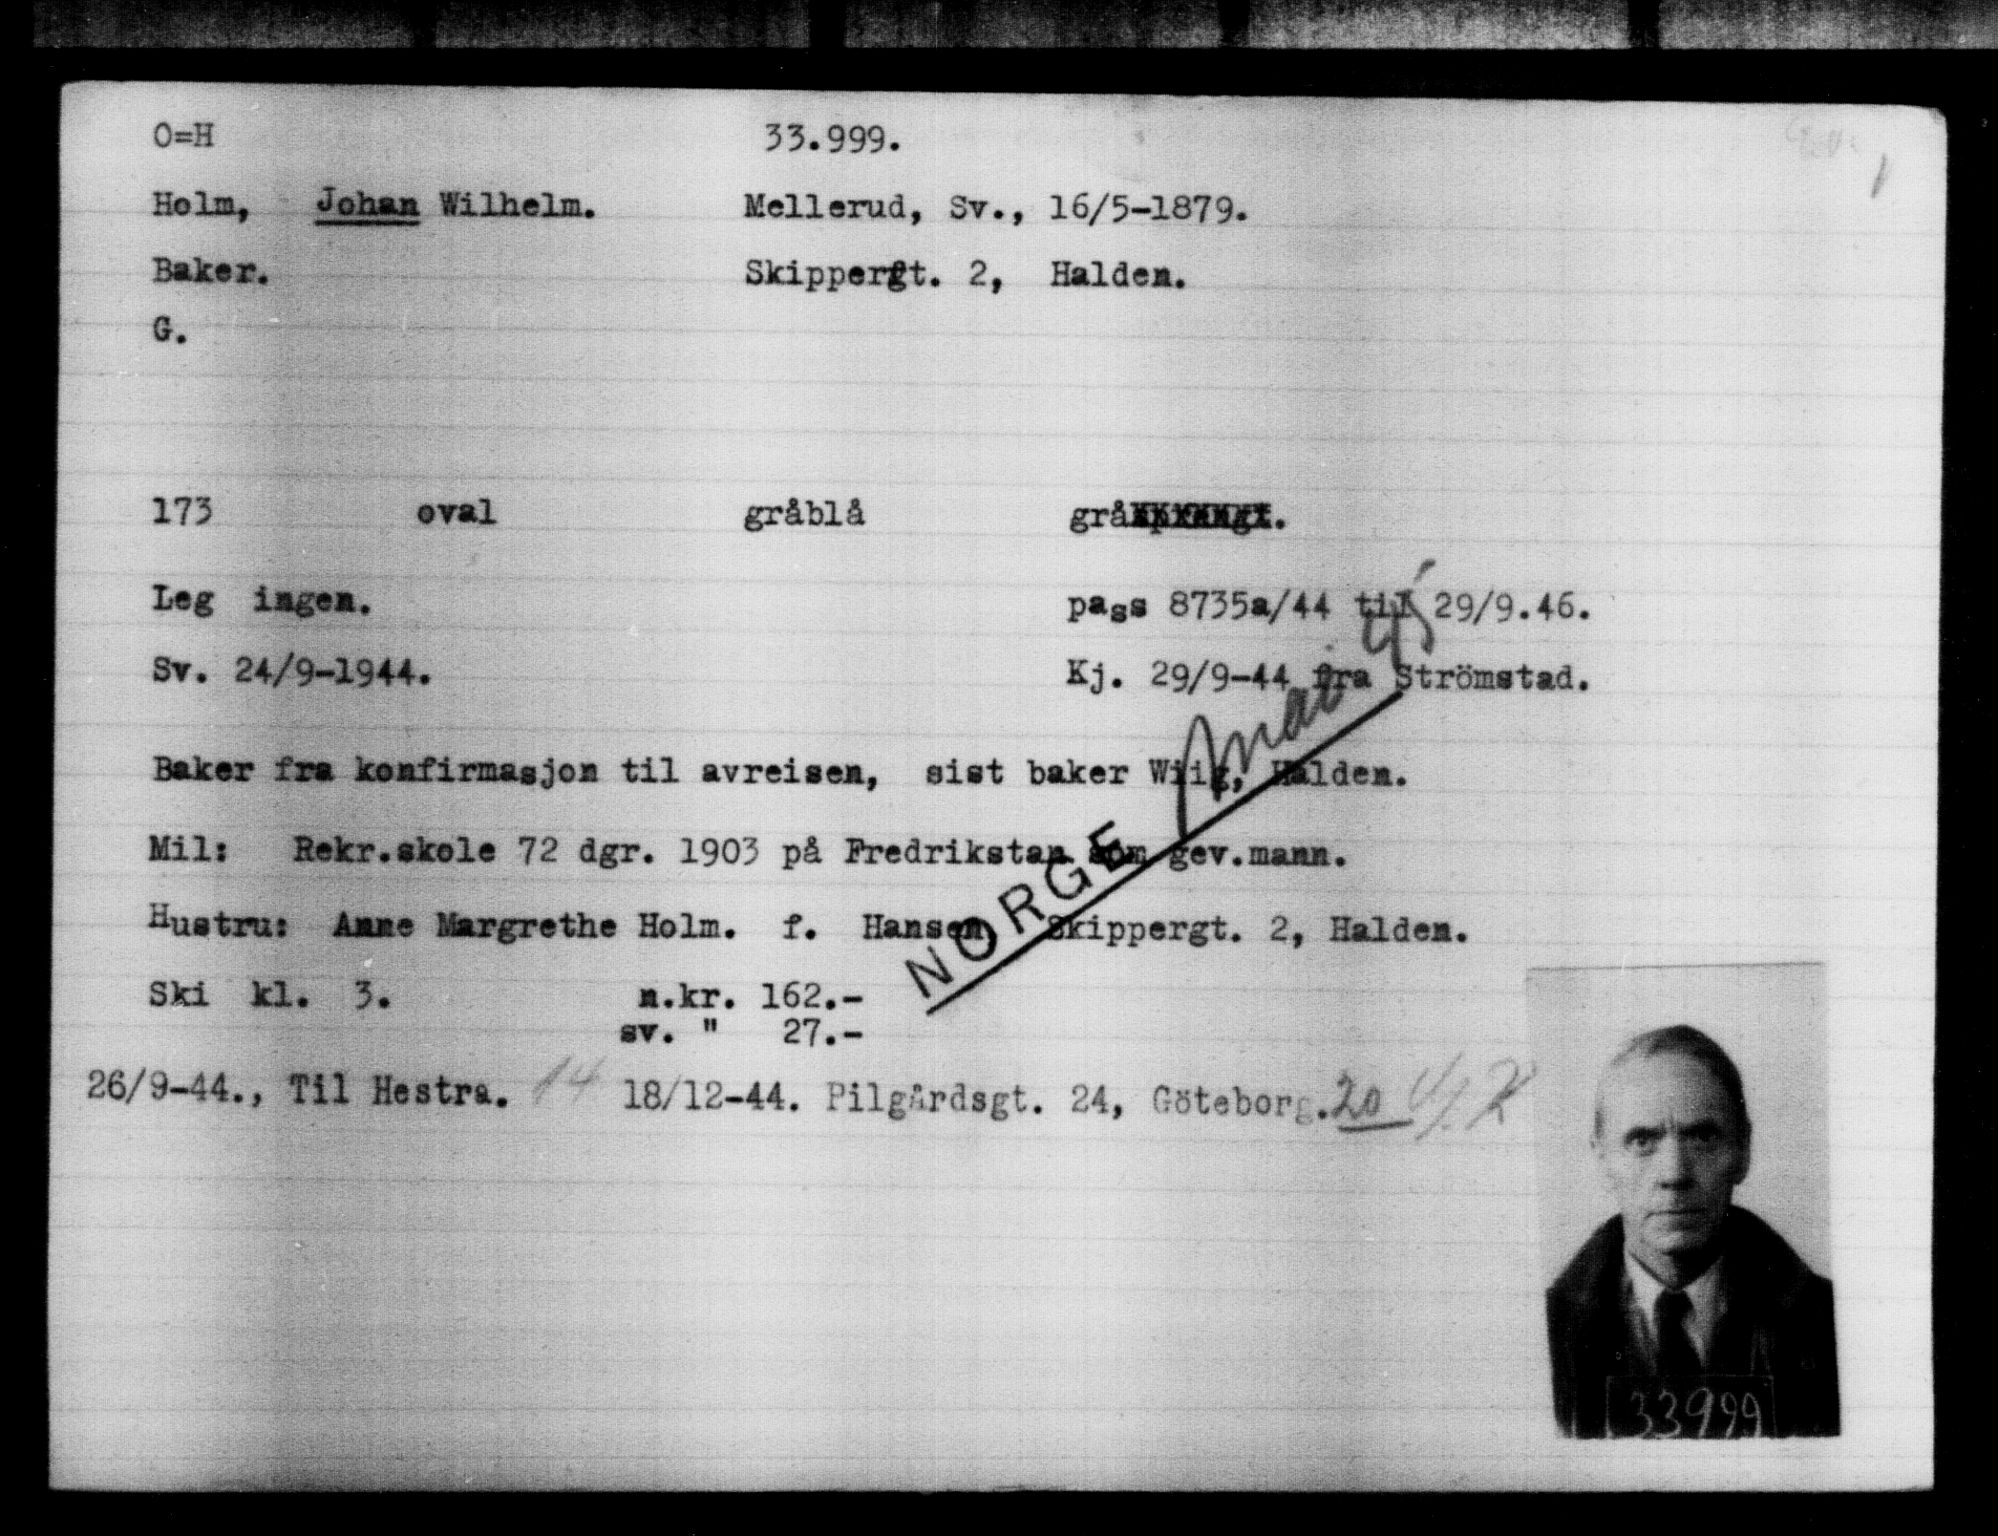 O=H 33.999.
Holm, Johan Wilhelm. Mellerud, Sv., 16/5-1879.
Baker. Skippergt. 2, Halden.
G.
173 oval gråblå grå
Leg ingen. pass 8735a/44 til 29/9.46.
Sv. 24/9-1944. Kj. 29/9-44 fra Strömstad.
mai 45
Baker fra konfirmasjon til avreisen, sist baker Wiig, Halden.
Mil: Rekr.skole 72 dgr. 1903 på Fredrikstan som gev.mann.
NORGE
Hustru: Anne Margrethe Holm. f. Hansen, Skippergt. 2, Halden.
Ski kl. 3. n.kr. 162.-
sv. " 27.-
26/9-44., Til Hestra. 14 18/12-44. Pilgårdsgt. 24, Göteborg. 20
33999